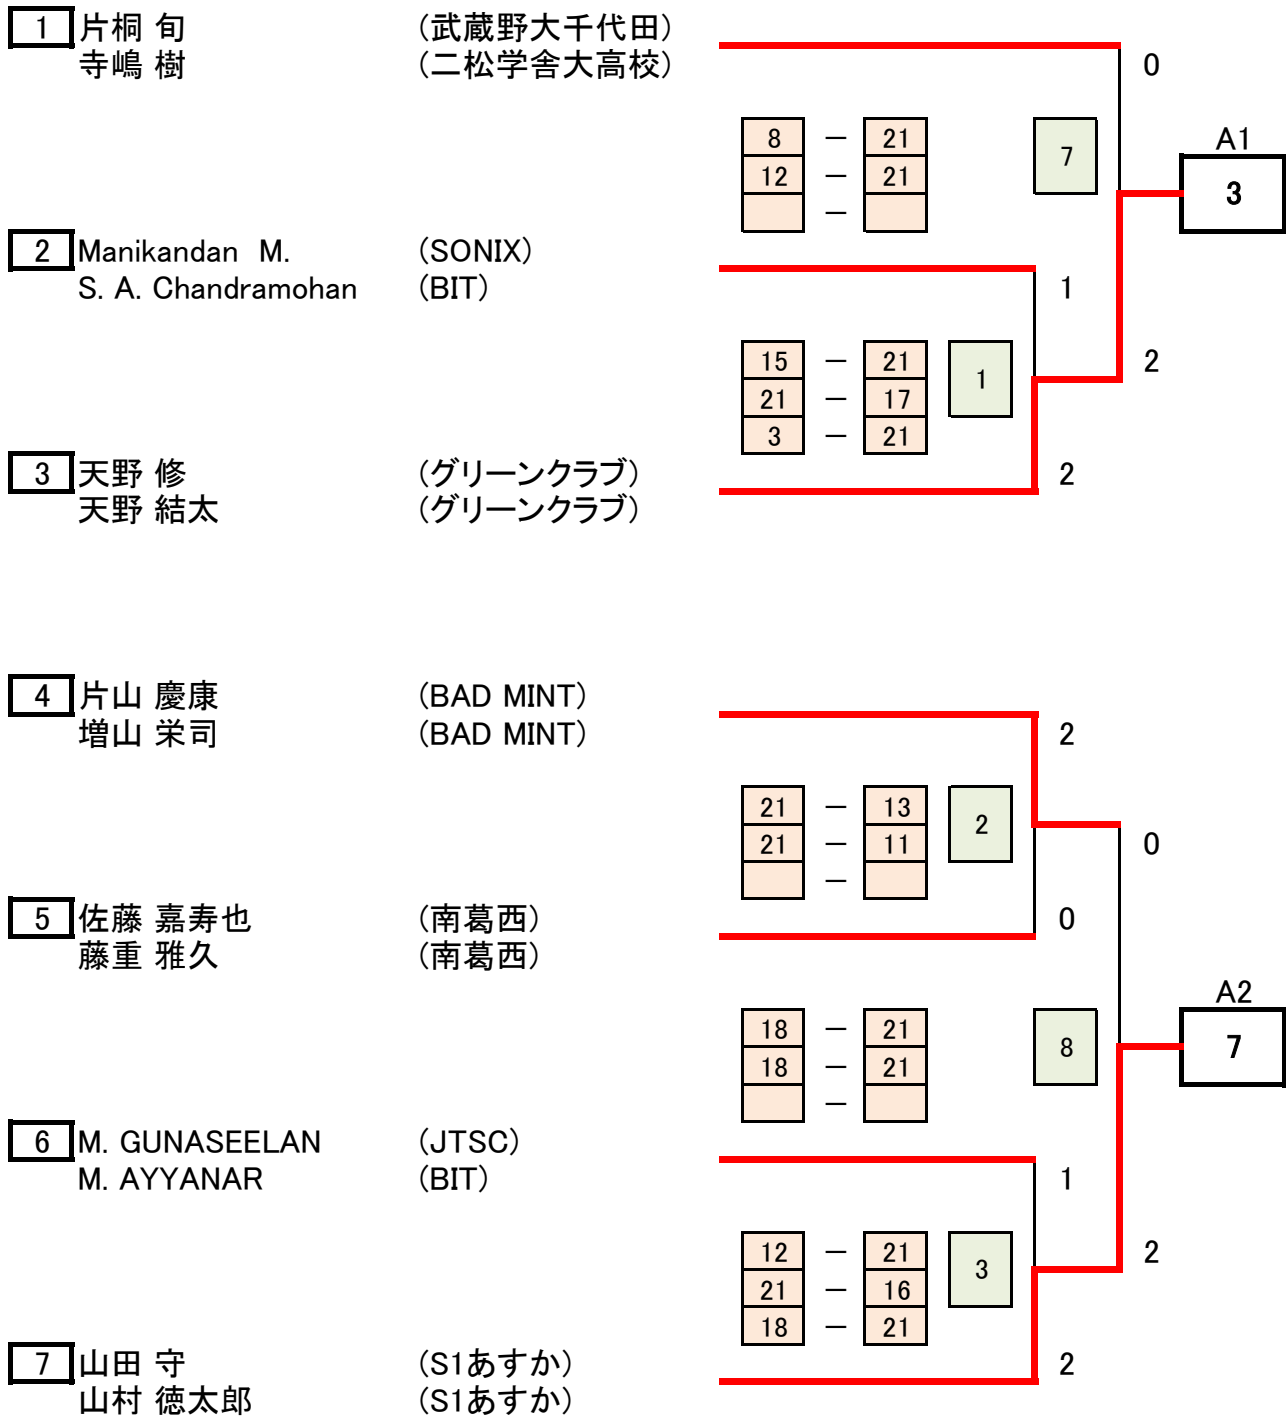 1 片桐 旬 (武蔵野大千代田)
寺嶋 樹 (二松学舎大高校)
0
8 － 21
12 － 21
－
7
A1
3
2 Manikandan M. (SONIX)
S. A. Chandramohan (BIT)
1
15 － 21
21 － 17
3 － 21
1
2
3 天野 修 (グリーンクラブ)
天野 結太 (グリーンクラブ)
2
4 片山 慶康 (BAD MINT)
増山 栄司 (BAD MINT)
2
21 － 13
21 － 11
－
2
0
5 佐藤 嘉寿也 (南葛西)
藤重 雅久 (南葛西)
0
18 － 21
18 － 21
－
8
A2
7
6 M. GUNASEELAN (JTSC)
M. AYYANAR (BIT)
1
12 － 21
21 － 16
18 － 21
3
2
7 山田 守 (S1あすか)
山村 徳太郎 (S1あすか)
2